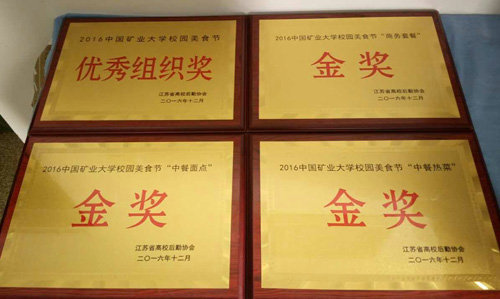 2016中国矿业大学校园美食节
优秀组织奖
江苏省高校后勤协会
二〇一六年十二月
2016中国矿业大学校园美食节“商务套餐”
金奖
江苏省高校后勤协会
二〇一六年十二月
2016中国矿业大学校园美食节“中餐面点”
金奖
江苏省高校后勤协会
二〇一六年十二月
2016中国矿业大学校园美食节“中餐热菜”
金奖
江苏省高校后勤协会
二〇一六年十二月